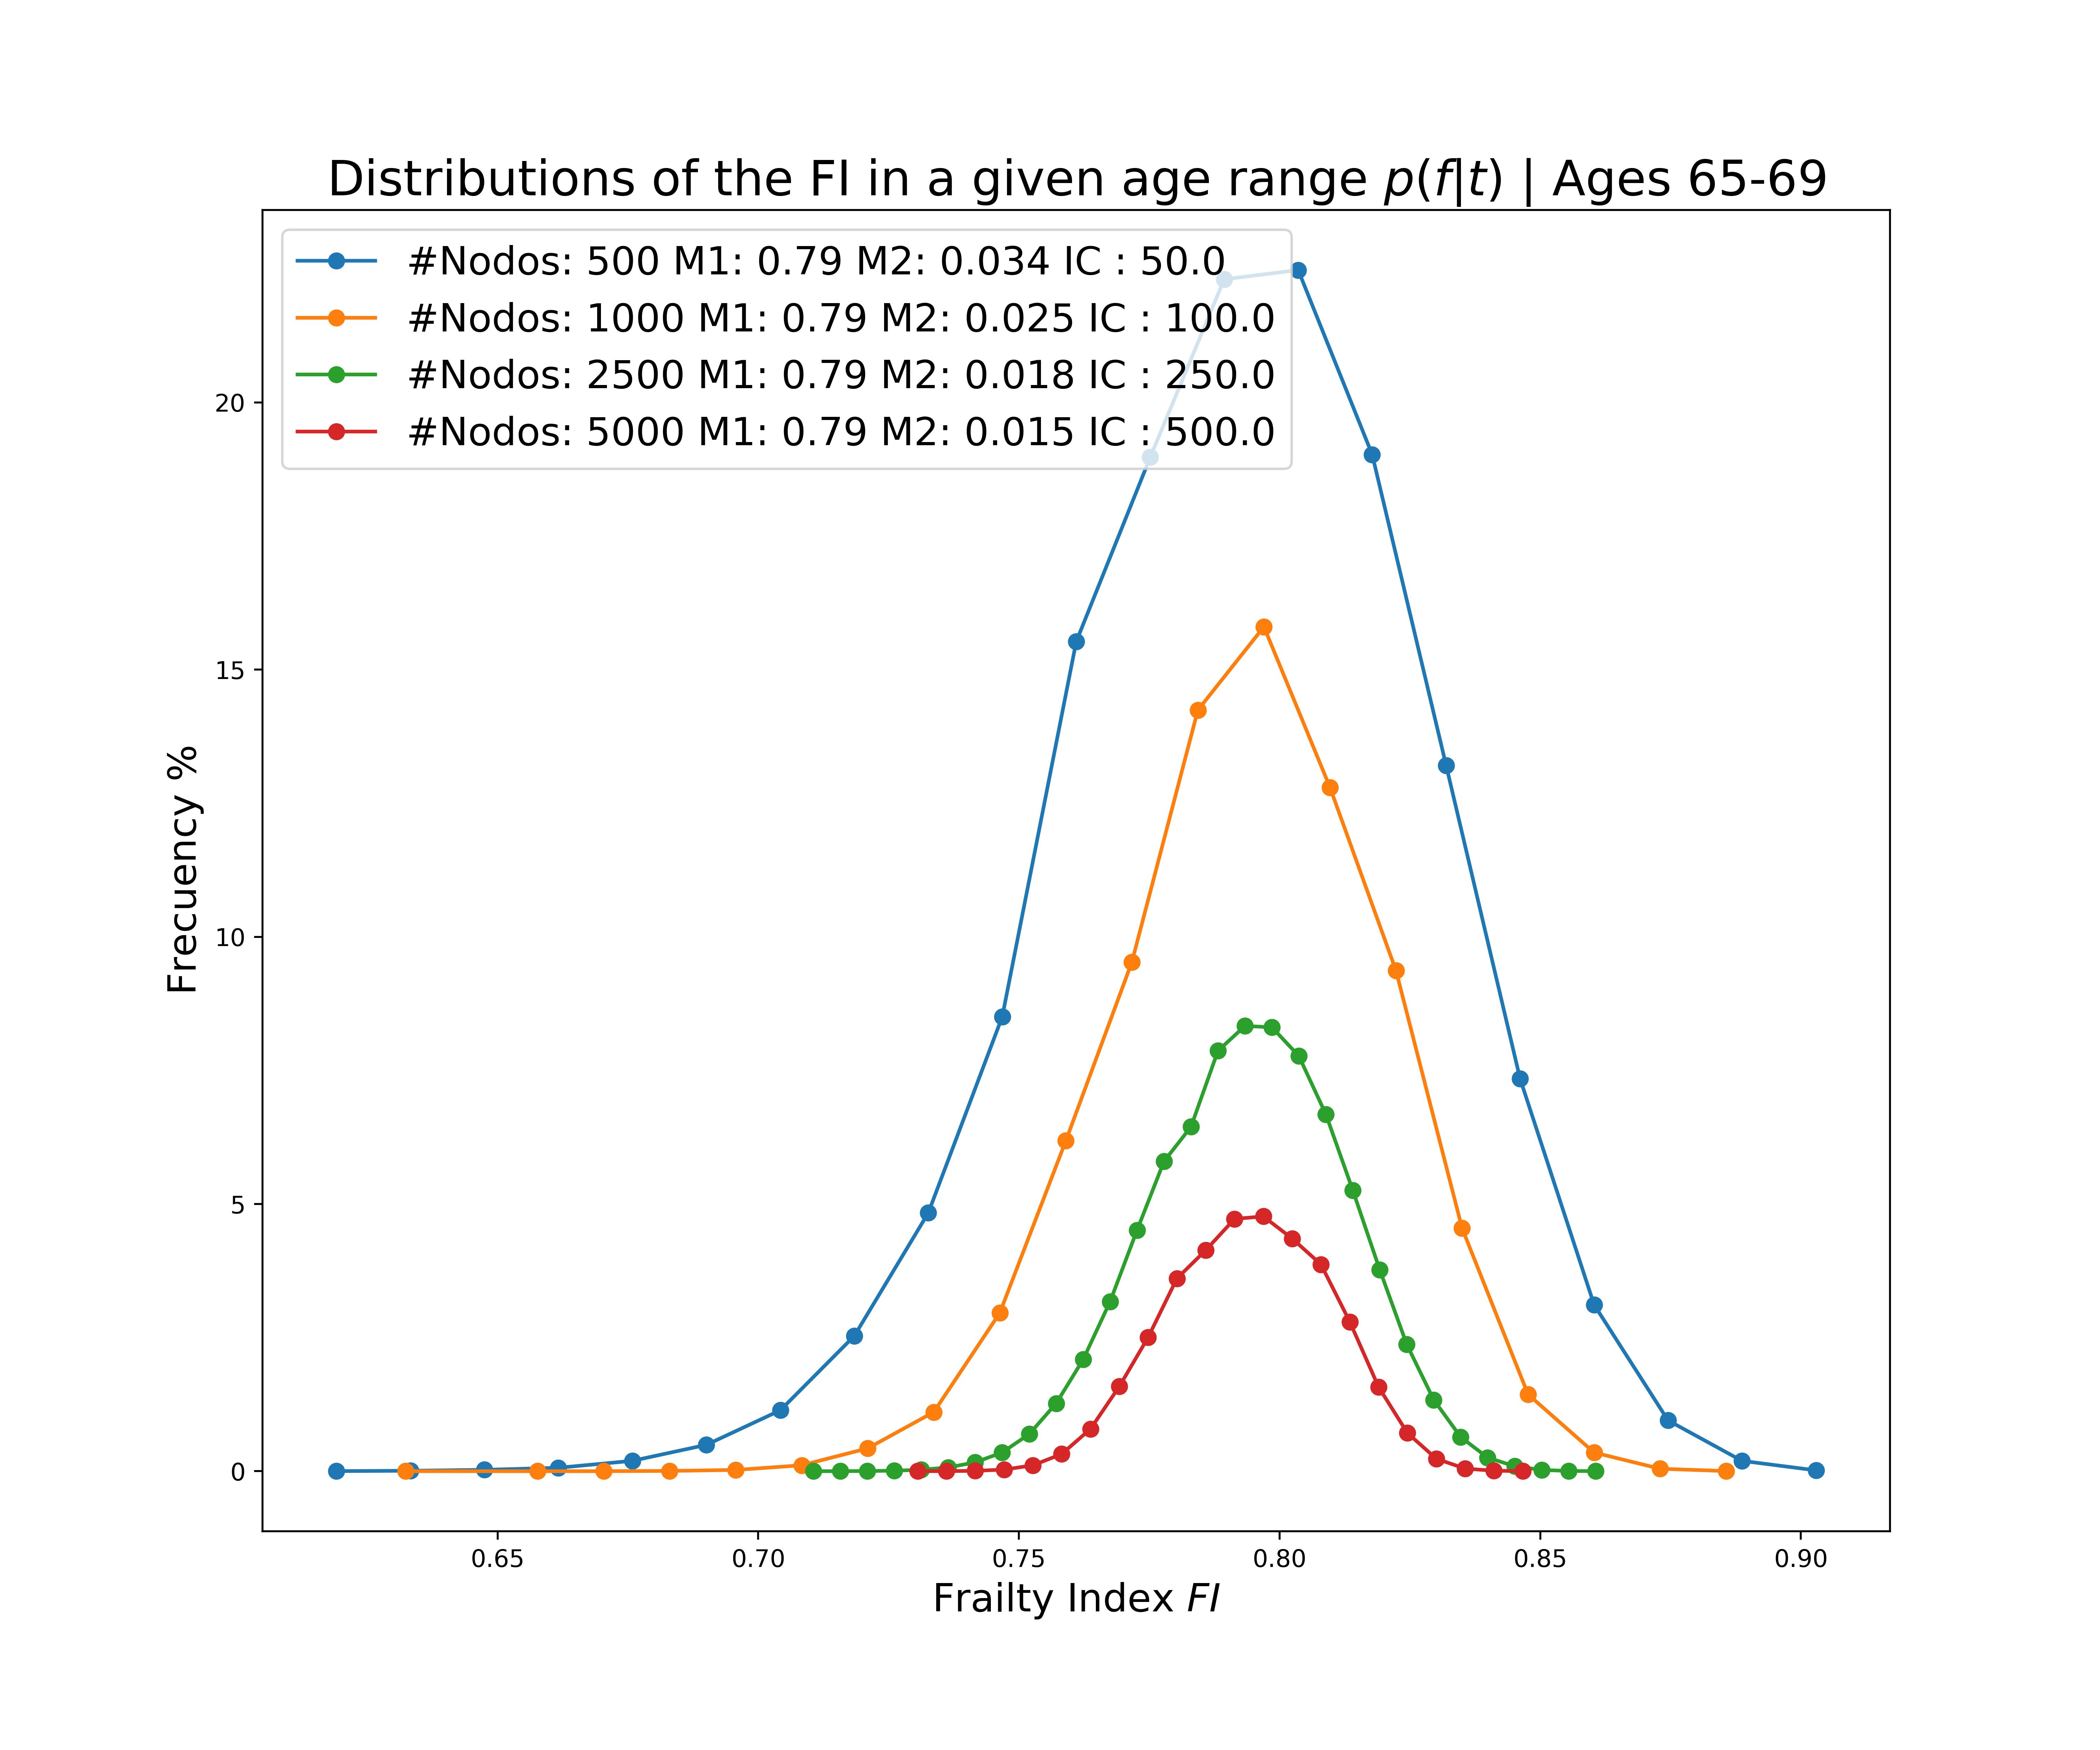 Distributions of the FI in a given age range p(f|t) | Ages 65-69
#Nodos: 500 M1: 0.79 M2: 0.034 IC : 50.0
#Nodos: 1000 M1: 0.79 M2: 0.025 IC : 100.0
#Nodos: 2500 M1: 0.79 M2: 0.018 IC : 250.0
#Nodos: 5000 M1: 0.79 M2: 0.015 IC : 500.0
Frecuency %
20
15
10
5
0
0.65 0.70 0.75 0.80 0.85 0.90
Frailty Index FI